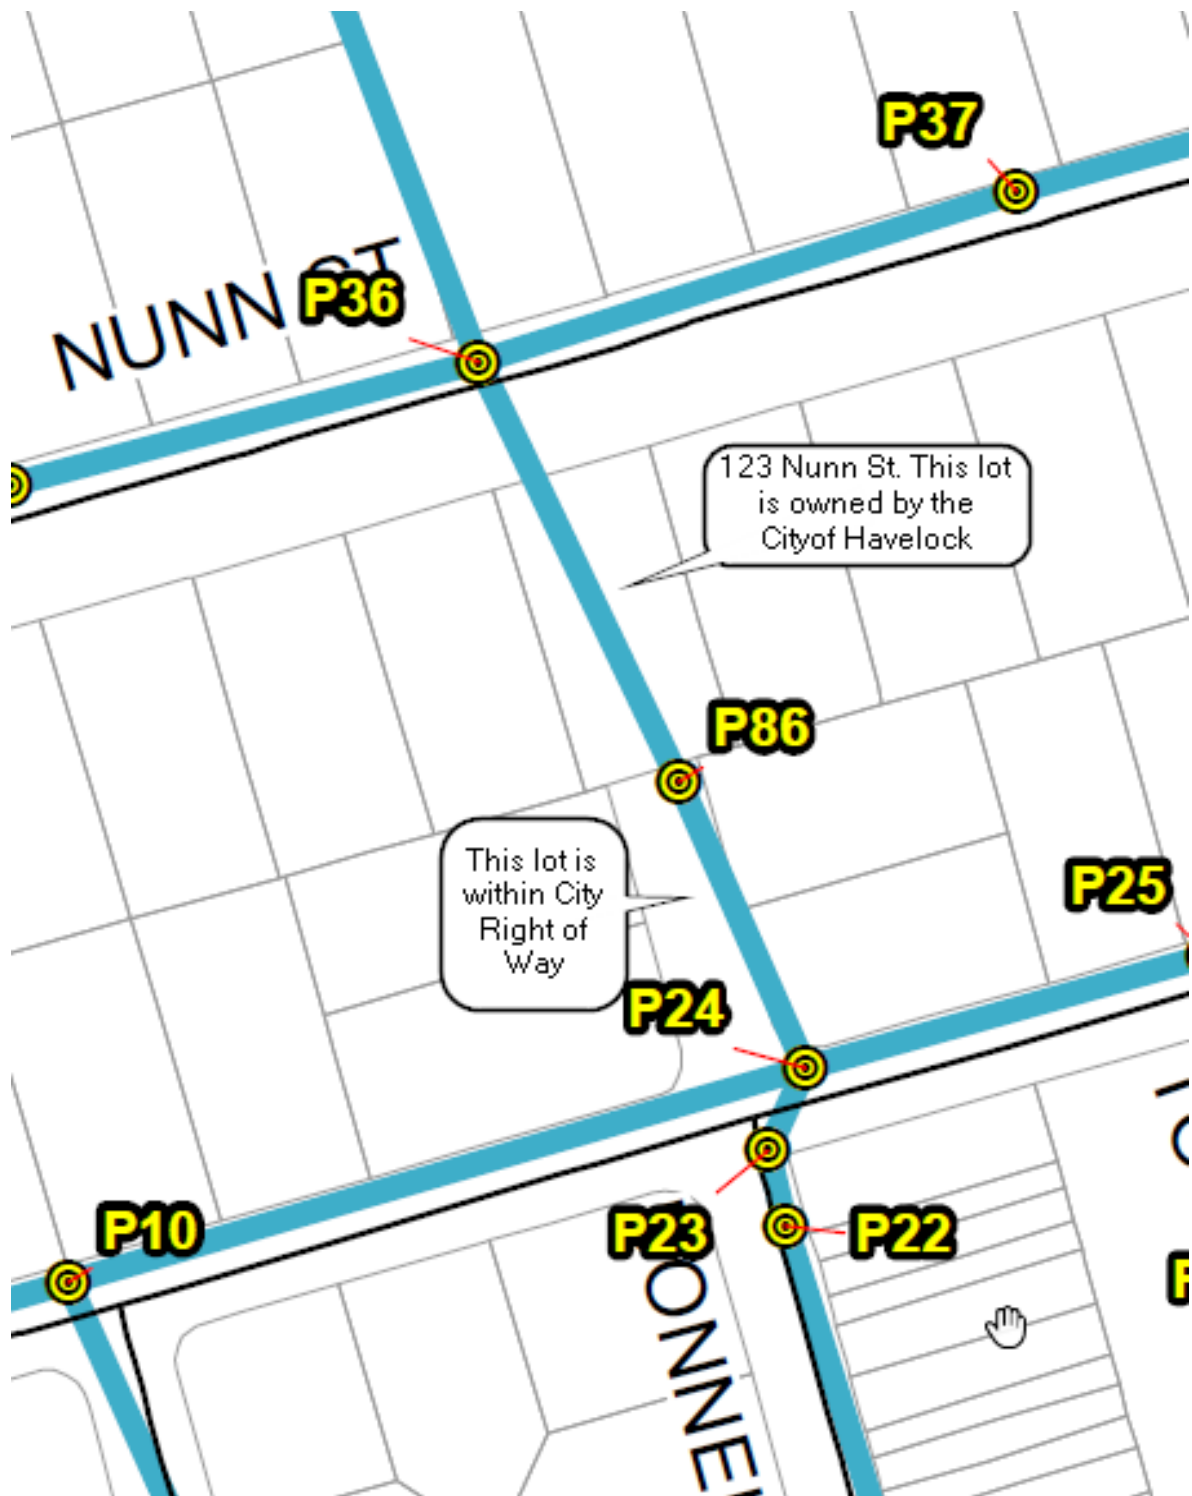 P37
NUNN ST
P36
123 Nunn St. This lot
is owned by the
Cityof Havelock
P86
This lot is
within City
Right of
Way
P25
P24
P10
P23
P22